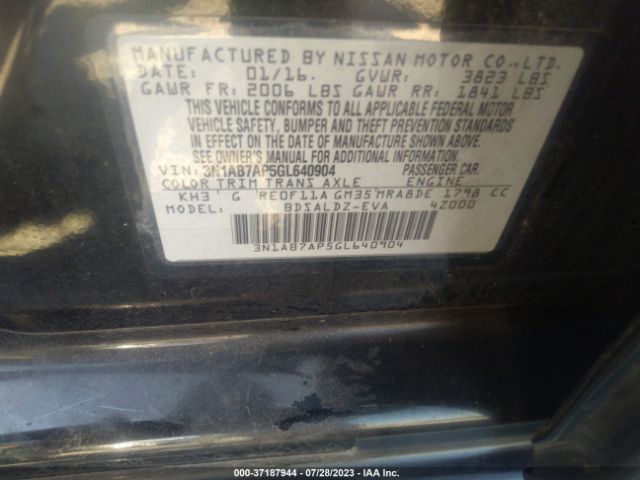 MANUFACTURED BY NISSAN MOTOR CO.,LTD.
DATE: 01/16. GVWR: 3823 LBS
GAWR FR: 2006 LBS GAWR RR: 1841 LBS
THIS VEHICLE CONFORMS TO ALL APPLICABLE FEDERAL MOTOR
VEHICLE SAFETY, BUMPER AND THEFT PREVENTION STANDARDS
IN EFFECT ON THE DATE OF MANUFACTURE SHOWN ABOVE.
SEE OWNER'S MANUAL FOR ADDITIONAL INFORMATION.
VIN: 3N1AB7AP5GL640904 PASSENGER CAR.
COLOR TRIM TRANS AXLE ENGINE
KH3 G RE0F11A GM35 MRA8DE 1798 CC
MODEL: BDSALDZ-EVA 42000
3N1AB7AP5GL640904
000-37187944 | 07/28/2023 - IAA Inc.